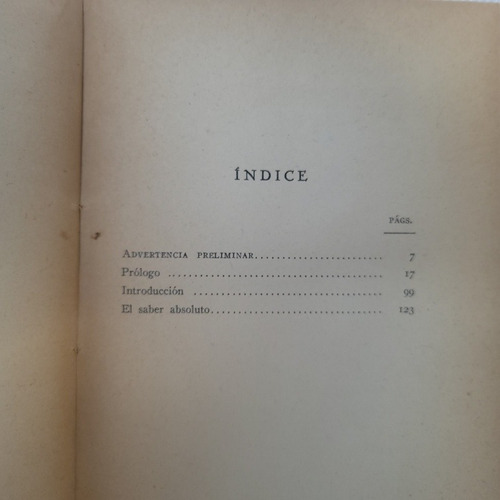 ÍNDICE
PÁGS.
ADVERTENCIA PRELIMINAR....................... 7
Prólogo ....................................... 17
Introducción .................................. 99
El saber absoluto............................... 123